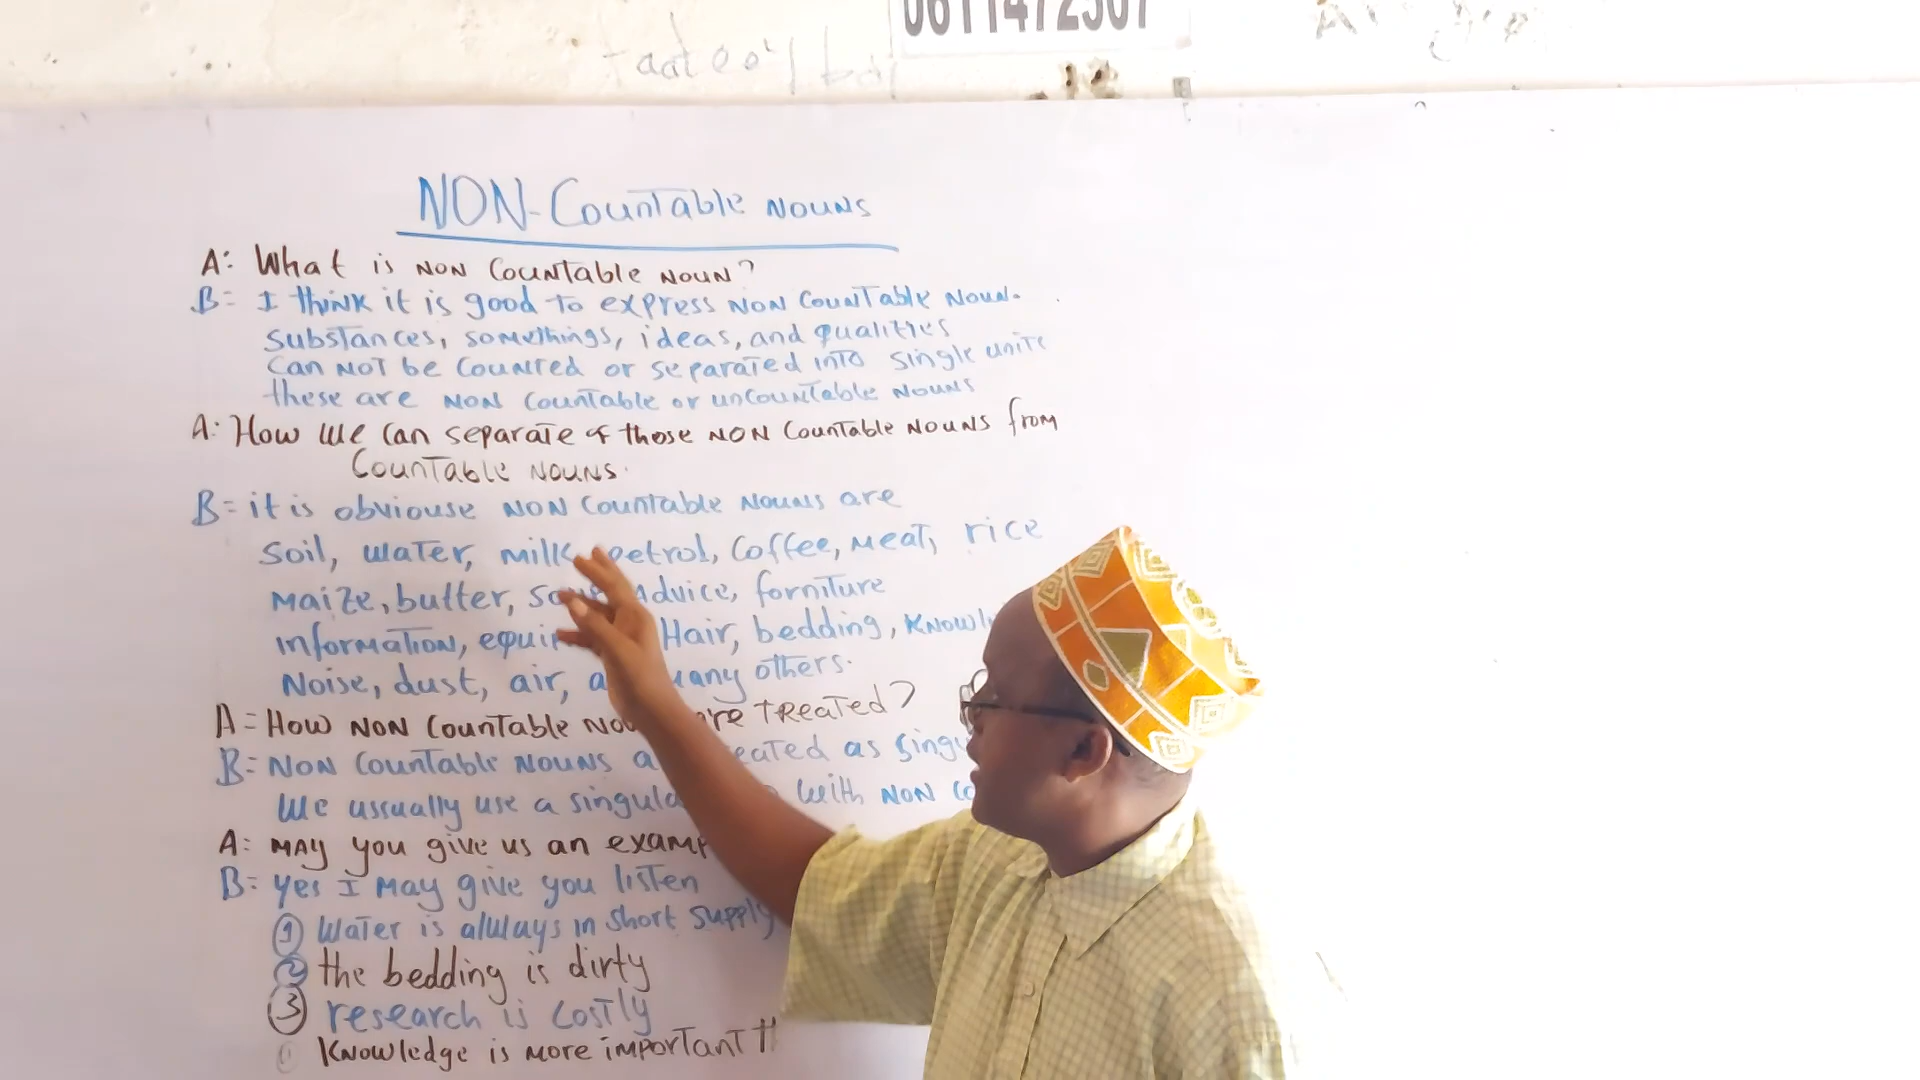 0611472507
NON-Countable NOUNS
A: What is NON Countable NOUN?
B= I think it is good to express NON Countable Noun.
substances, somethings, ideas, and qualities
Can NOT be Counted or separated into single units
these are NON Countable or uncountable Nouns
A: How we can separate of those NON Countable NOUNS from
Countable NOUNS.
B= it is obviouse NON Countable Nouns are
soil, water, milk, petrol, Coffee, Meat, rice
Maize, butter, Advice, forniture
Information, Hair, bedding,
Noise, dust, air, many others.
A= How NON Countable treated?
B= NON Countable NOUNS as
We ussually use a with NON
A: MAy you give us an
B= yes I May give you listen
① Water is always in short supply
② the bedding is dirty
③ research is costly
Knowledge is more important